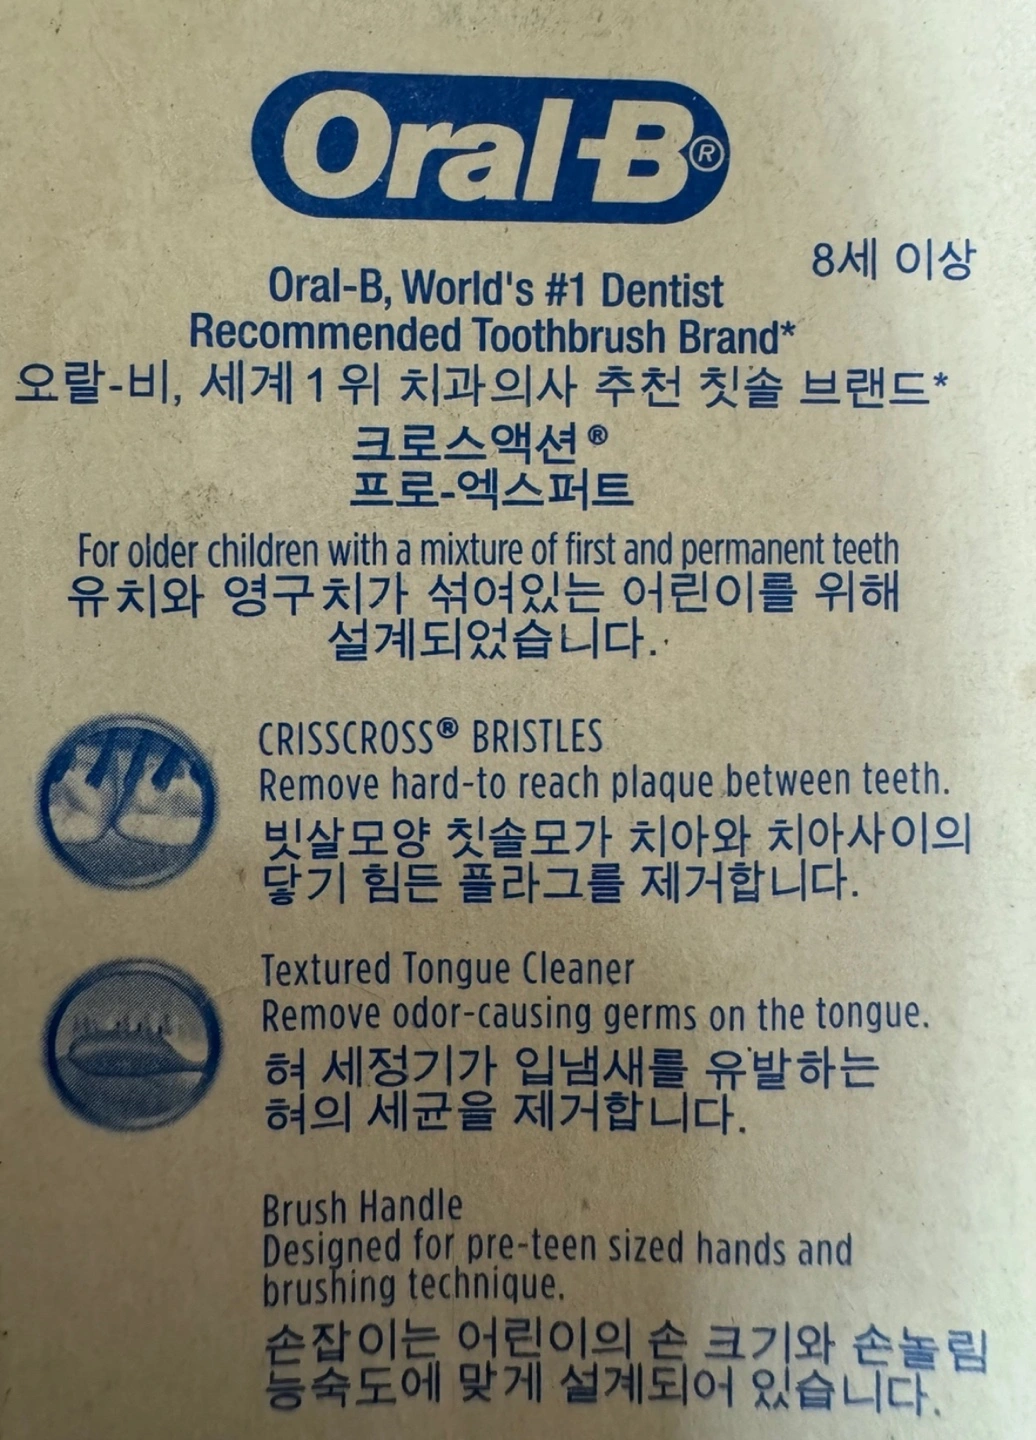 Oral-B®
8세 이상
Oral-B, World's #1 Dentist
Recommended Toothbrush Brand*
오랄-비, 세계 1 위 치과의사 추천 칫솔 브랜드*
크로스액션®
프로-엑스퍼트
For older children with a mixture of first and permanent teeth
유치와 영구치가 섞여있는 어린이를 위해
설계되었습니다.
CRISSCROSS® BRISTLES
Remove hard-to reach plaque between teeth.
빗살모양 칫솔모가 치아와 치아사이의
닿기 힘든 플라그를 제거합니다.
Textured Tongue Cleaner
Remove odor-causing germs on the tongue.
혀 세정기가 입냄새를 유발하는
혀의 세균을 제거합니다.
Brush Handle
Designed for pre-teen sized hands and
brushing technique.
손잡이는 어린이의 손 크기와 손놀림
능숙도에 맞게 설계되어 있습니다.